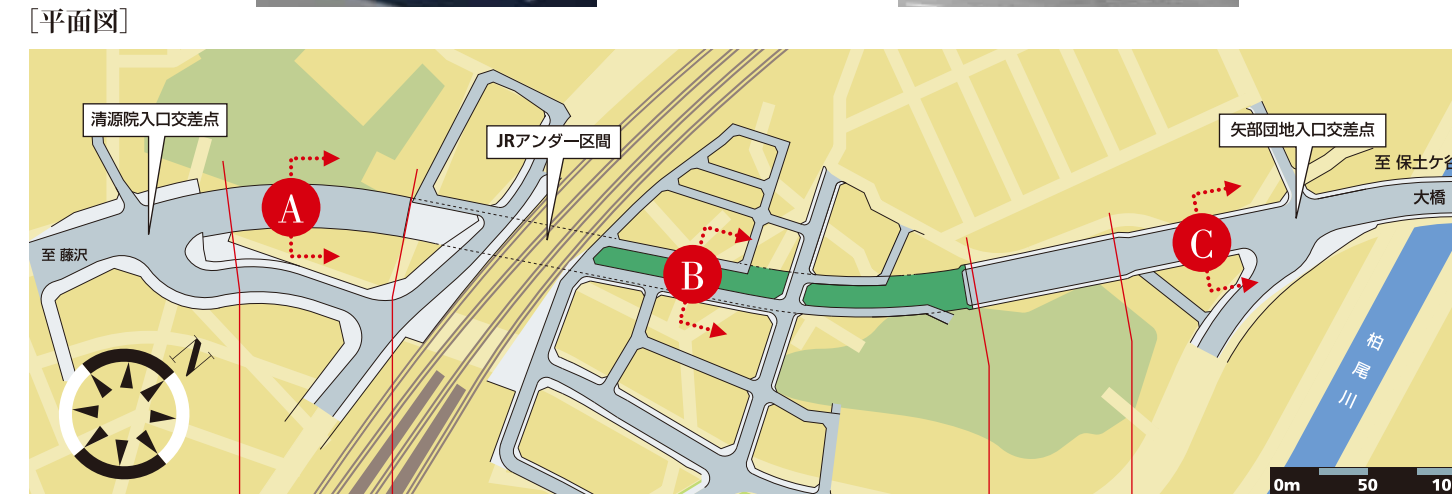 [平面図]
清源院入口交差点
JRアンダー区間
矢部団地入口交差点
至 保土ケ谷
大橋
A
至 藤沢
B
C
柏尾川
N
0m 50 10